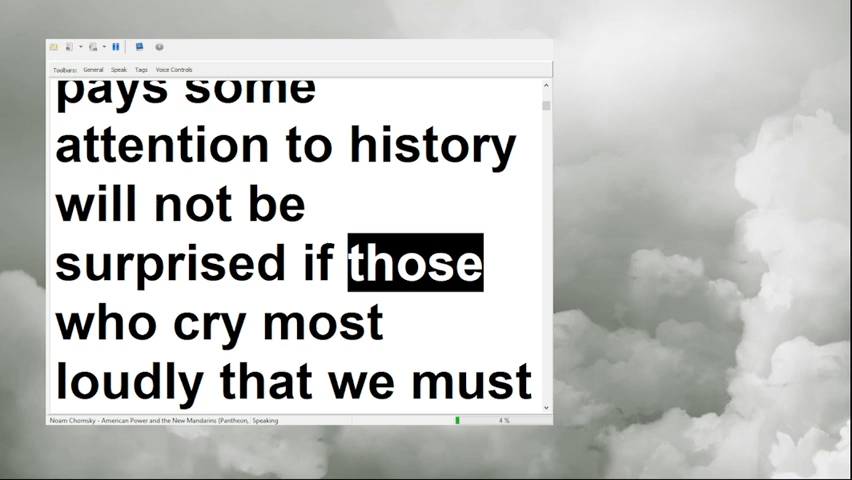 Toolbars: General Speak Tags Voice Controls
pays some
attention to history
will not be
surprised if those
who cry most
loudly that we must
Noam Chomsky - American Power and the New Mandarins (Pantheon, Speaking 4 %